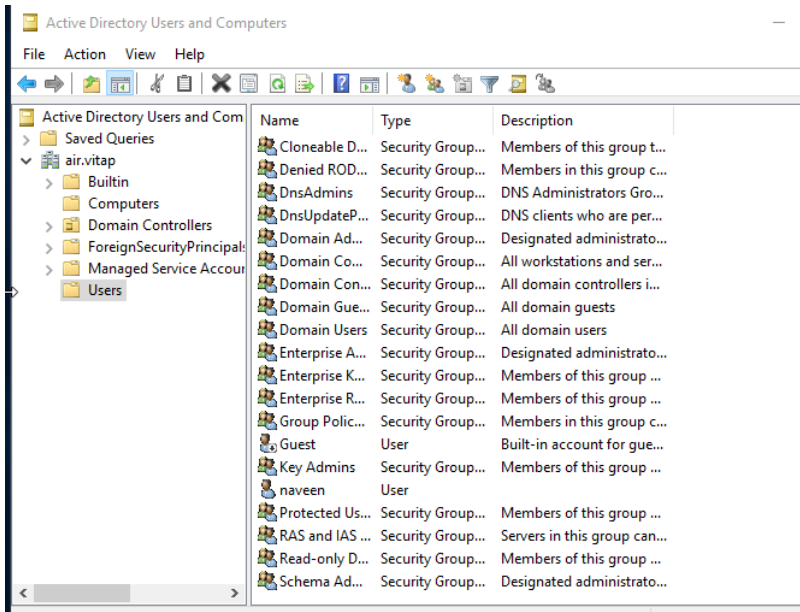 Active Directory Users and Computers
File Action View Help
Active Directory Users and Com
Saved Queries
air.vitap
Builtin
Computers
Domain Controllers
ForeignSecurityPrincipals
Managed Service Accour
Users
Name Type Description
Cloneable D... Security Group... Members of this group t...
Denied ROD... Security Group... Members in this group c...
DnsAdmins Security Group... DNS Administrators Gro...
DnsUpdateP... Security Group... DNS clients who are per...
Domain Ad... Security Group... Designated administrato...
Domain Co... Security Group... All workstations and ser...
Domain Con... Security Group... All domain controllers i...
Domain Gue... Security Group... All domain guests
Domain Users Security Group... All domain users
Enterprise A... Security Group... Designated administrato...
Enterprise K... Security Group... Members of this group ...
Enterprise R... Security Group... Members of this group ...
Group Polic... Security Group... Members in this group c...
Guest User Built-in account for gue...
Key Admins Security Group... Members of this group ...
naveen User
Protected Us... Security Group... Members of this group ...
RAS and IAS ... Security Group... Servers in this group can...
Read-only D... Security Group... Members of this group ...
Schema Ad... Security Group... Designated administrato...